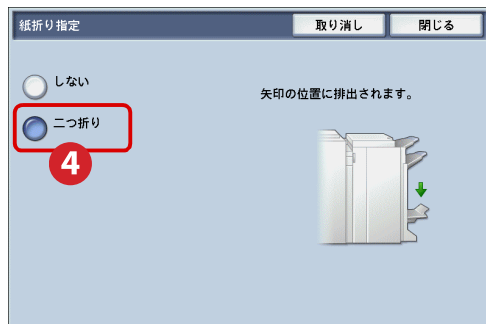 紙折り指定
取り消し
閉じる
しない
矢印の位置に排出されます。
二つ折り
4